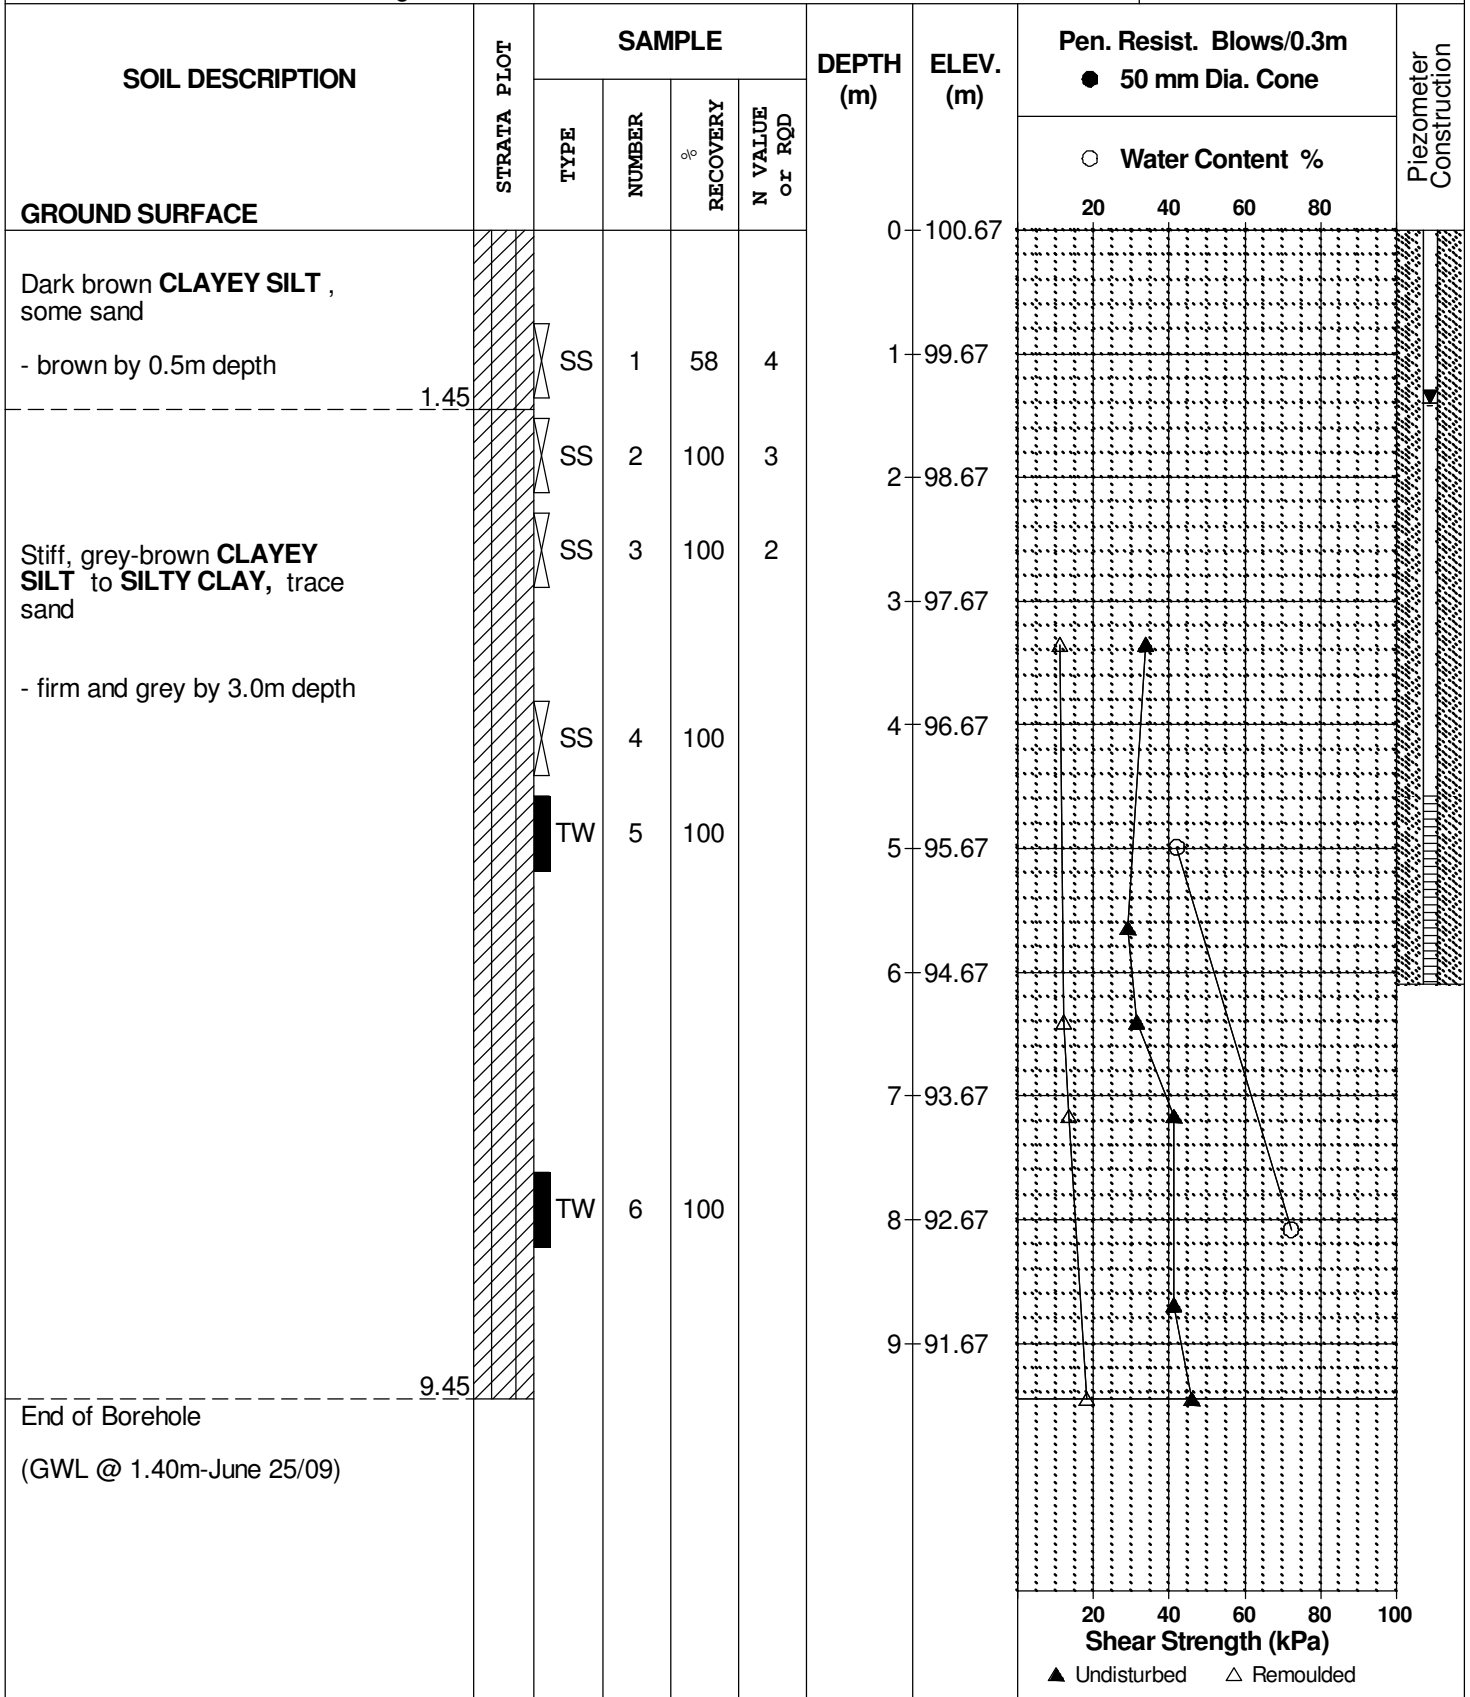 SOIL DESCRIPTION
GROUND SURFACE
STRATA PLOT
SAMPLE
TYPE
NUMBER
%
RECOVERY
N VALUE
or RQD
DEPTH
(m)
ELEV.
(m)
Pen. Resist. Blows/0.3m
● 50 mm Dia. Cone
○ Water Content %
20 40 60 80
Piezometer
Construction
0 100.67
Dark brown CLAYEY SILT ,
some sand
- brown by 0.5m depth
1.45
SS 1 58 4
1 99.67
SS 2 100 3
2 98.67
Stiff, grey-brown CLAYEY
SILT to SILTY CLAY, trace
sand
SS 3 100 2
3 97.67
- firm and grey by 3.0m depth
SS 4 100
4 96.67
TW 5 100
5 95.67
6 94.67
7 93.67
TW 6 100
8 92.67
9 91.67
9.45
End of Borehole
(GWL @ 1.40m-June 25/09)
20 40 60 80 100
Shear Strength (kPa)
▲ Undisturbed △ Remoulded